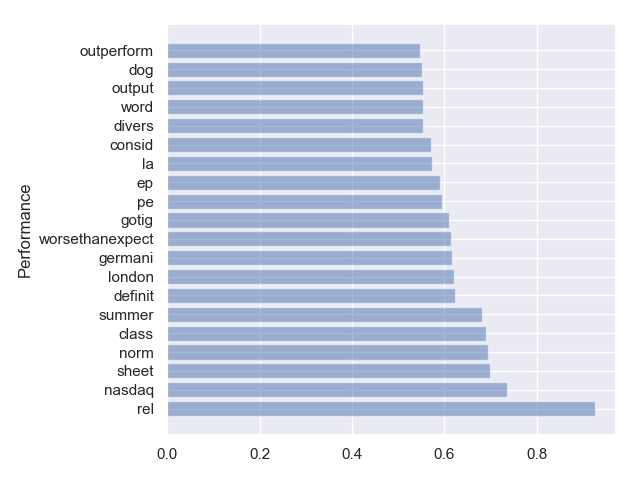 Performance
outperform
dog
output
word
divers
consid
la
ep
pe
gotig
worsethanexpect
germani
london
definit
summer
class
norm
sheet
nasdaq
rel
0.0 0.2 0.4 0.6 0.8